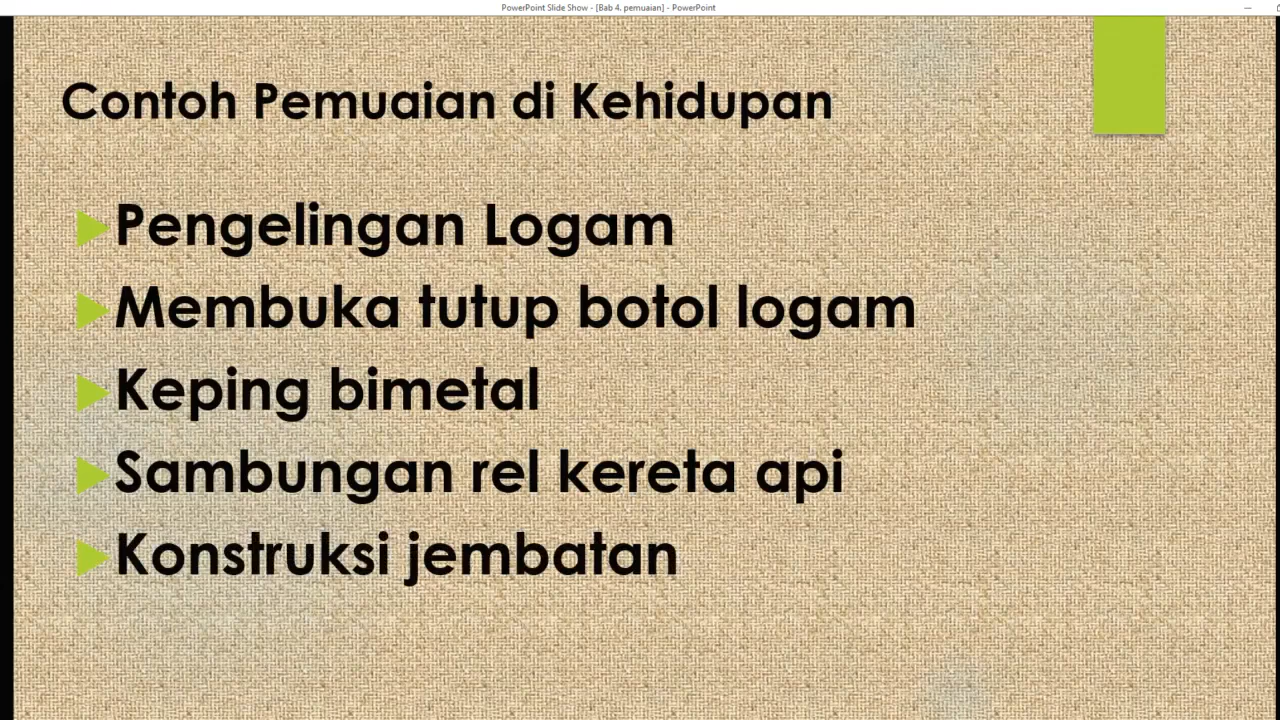 PowerPoint Slide Show - [Bab 4. pemuaian] - PowerPoint
Contoh Pemuaian di Kehidupan
Pengelingan Logam
Membuka tutup botol logam
Keping bimetal
Sambungan rel kereta api
Konstruksi jembatan